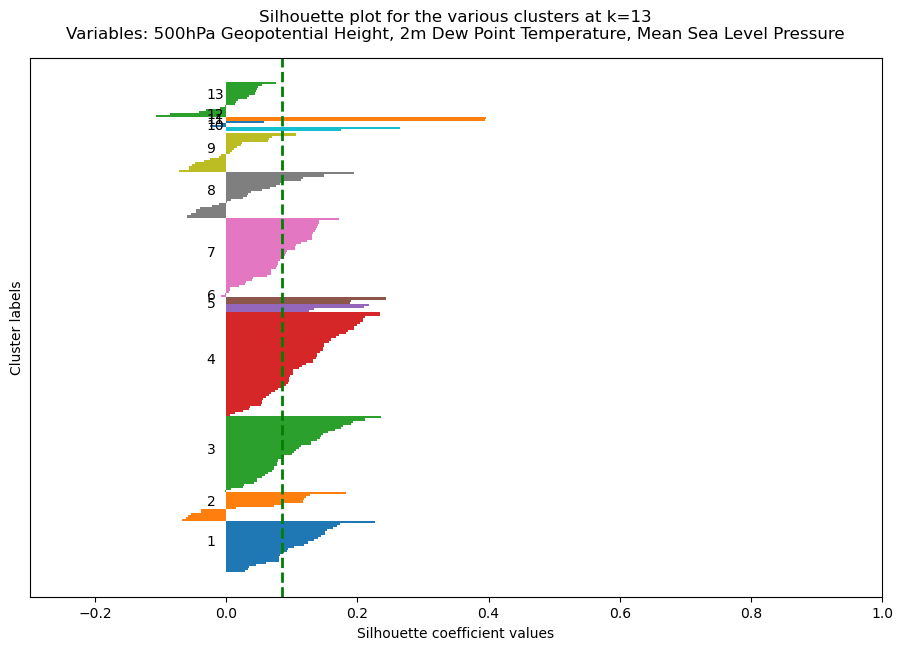 Silhouette plot for the various clusters at k=13
Variables: 500hPa Geopotential Height, 2m Dew Point Temperature, Mean Sea Level Pressure
Cluster labels
13
12
11
10
9
8
7
6
5
4
3
2
1
−0.2 0.0 0.2 0.4 0.6 0.8 1.0
Silhouette coefficient values